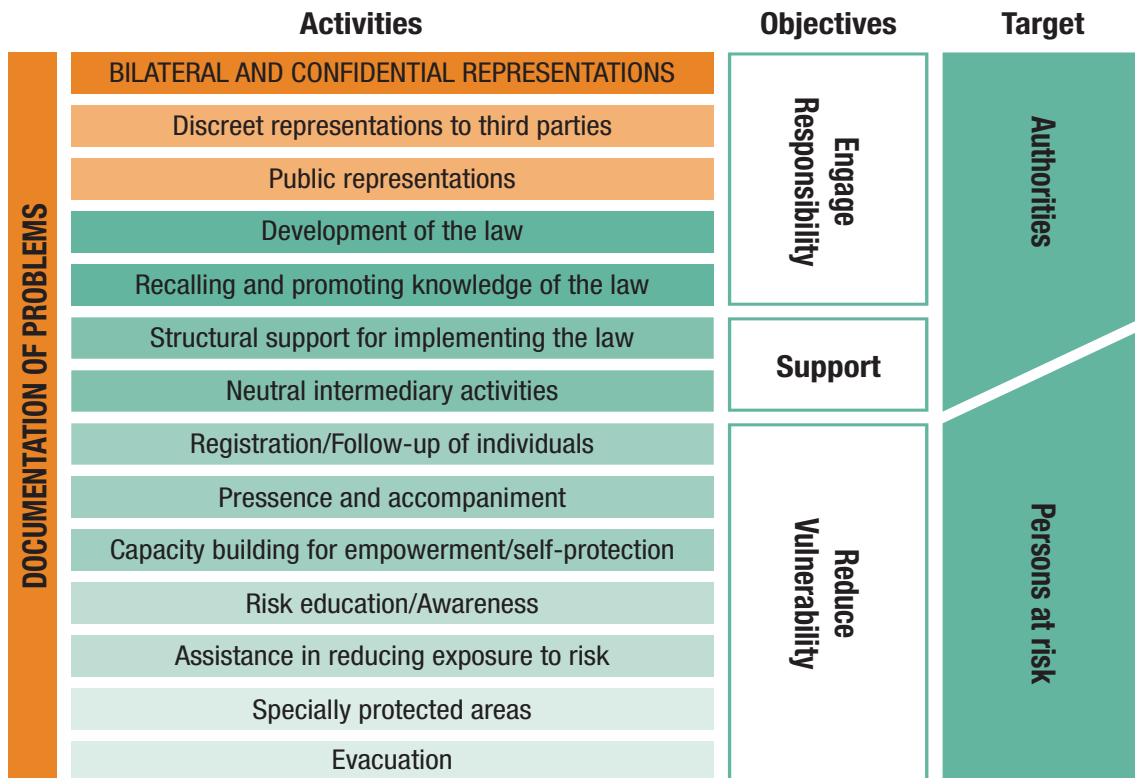 Activities
Objectives
Target
DOCUMENTATION OF PROBLEMS
BILATERAL AND CONFIDENTIAL REPRESENTATIONS
Discreet representations to third parties
Public representations
Development of the law
Recalling and promoting knowledge of the law
Structural support for implementing the law
Neutral intermediary activities
Registration/Follow-up of individuals
Pressence and accompaniment
Capacity building for empowerment/self-protection
Risk education/Awareness
Assistance in reducing exposure to risk
Specially protected areas
Evacuation
Engage
Responsibility
Support
Reduce
Vulnerability
Authorities
Persons at risk